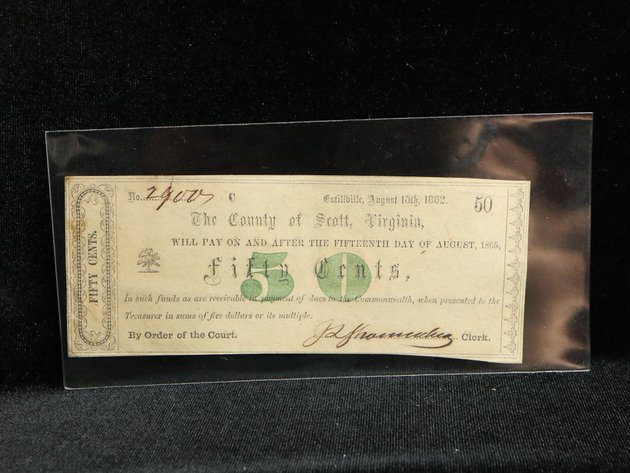 FIFTY CENTS.
No. 2900 C Estillville, August 15th, 1862. 50
The County of Scott, Virginia,
WILL PAY ON AND AFTER THE FIFTEENTH DAY OF AUGUST, 1865,
Fifty Cents,
50
In such funds as are receivable in payment of dues to the Commonwealth, when presented to the
Treasurer in sums of five dollars or its multiple.
By Order of the Court. Clerk.